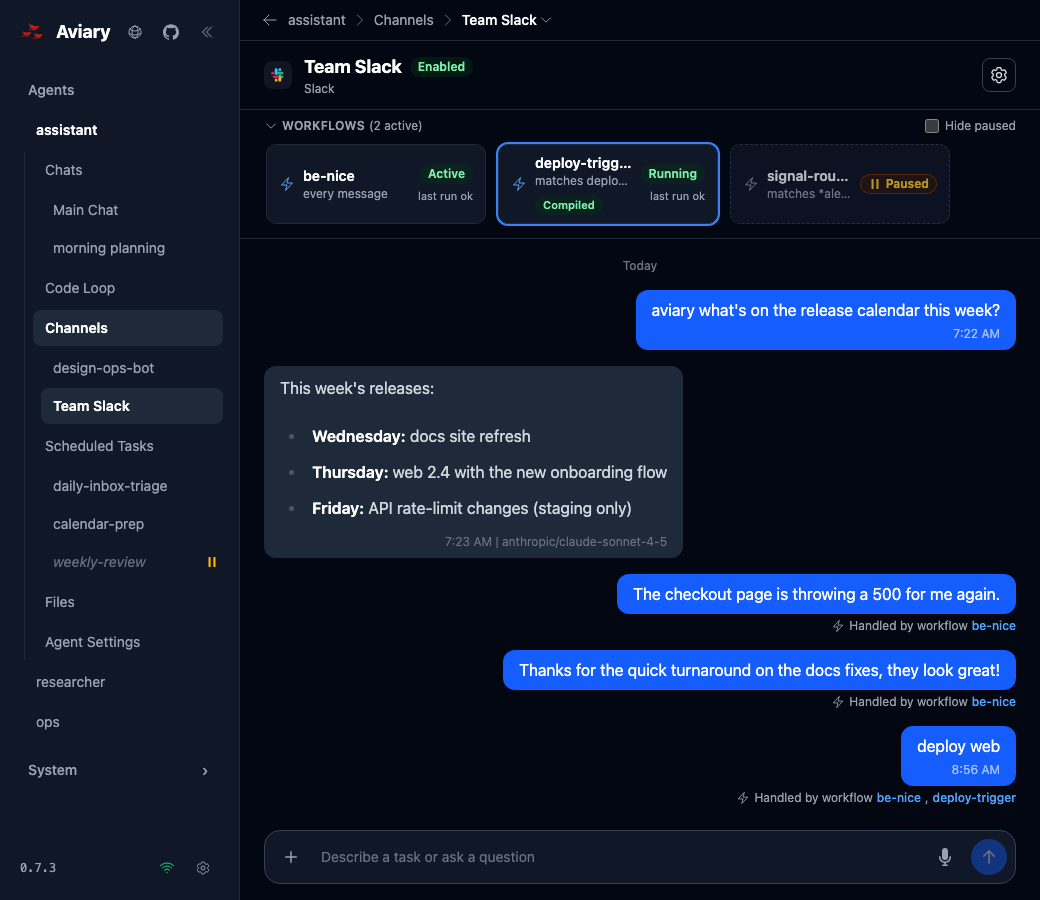 Aviary
Agents
assistant
Chats
Main Chat
morning planning
Code Loop
Channels
design-ops-bot
Team Slack
Scheduled Tasks
daily-inbox-triage
calendar-prep
weekly-review
Files
Agent Settings
researcher
ops
System
0.7.3
assistant Channels Team Slack
Team Slack Enabled
Slack
WORKFLOWS (2 active)
Hide paused
be-nice
every message
Active
last run ok
deploy-trigg...
matches deplo...
Compiled
Running
last run ok
signal-rou...
matches *ale...
Paused
Today
aviary what's on the release calendar this week?
7:22 AM
This week's releases:
Wednesday: docs site refresh
Thursday: web 2.4 with the new onboarding flow
Friday: API rate-limit changes (staging only)
7:23 AM | anthropic/claude-sonnet-4-5
The checkout page is throwing a 500 for me again.
Handled by workflow be-nice
Thanks for the quick turnaround on the docs fixes, they look great!
Handled by workflow be-nice
deploy web
8:56 AM
Handled by workflow be-nice , deploy-trigger
Describe a task or ask a question